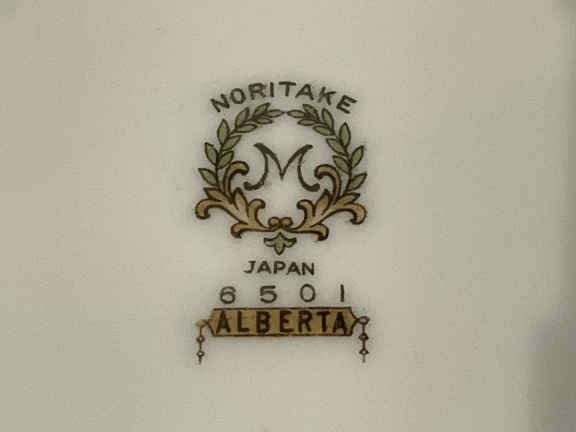 NORITAKE
M
JAPAN
6501
ALBERTA